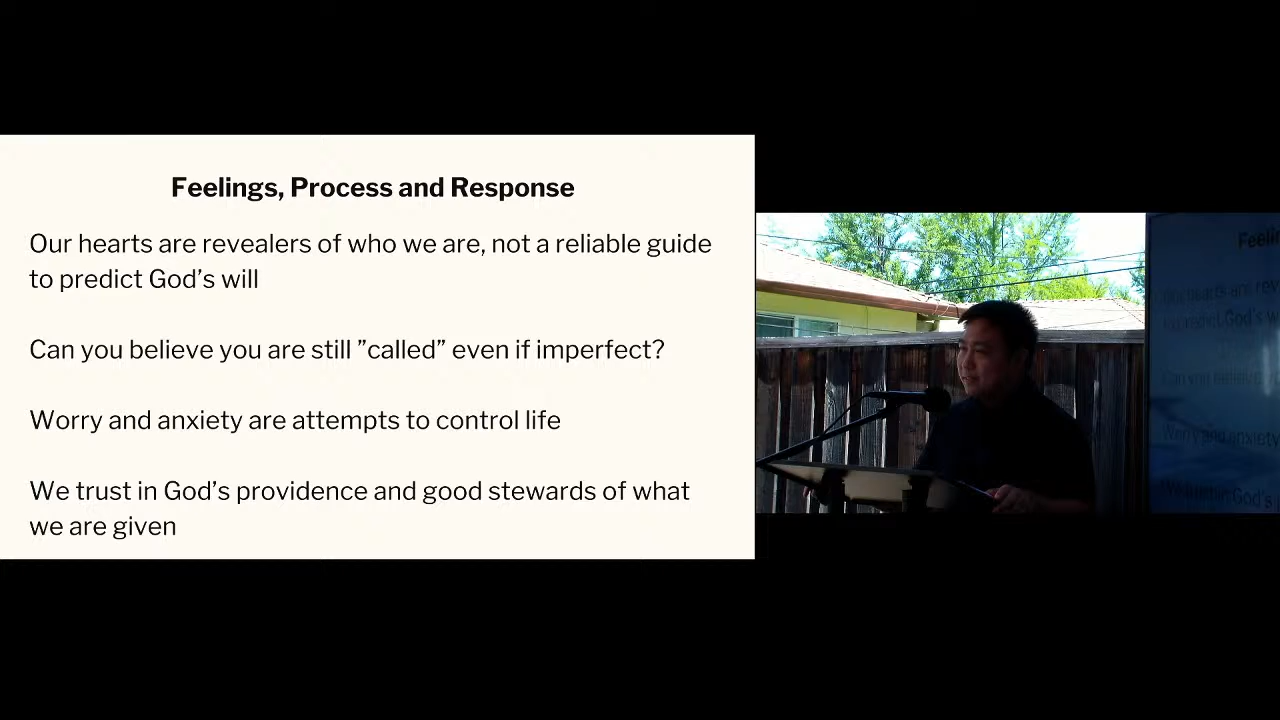 Feelings, Process and Response
Our hearts are revealers of who we are, not a reliable guide
to predict God’s will
Can you believe you are still ”called” even if imperfect?
Worry and anxiety are attempts to control life
We trust in God’s providence and good stewards of what
we are given